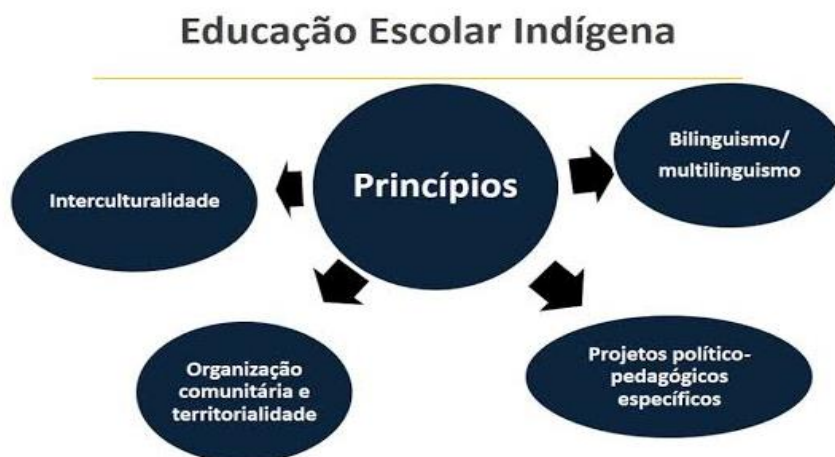 Educação Escolar Indígena
Princípios
Bilinguismo/
multilinguismo
Interculturalidade
Organização
comunitária e
territorialidade
Projetos político-
pedagógicos
específicos